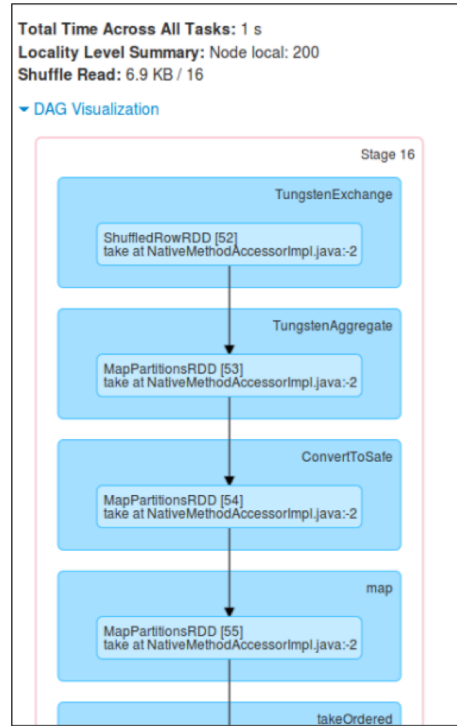 Total Time Across All Tasks: 1 s
Locality Level Summary: Node local: 200
Shuffle Read: 6.9 KB / 16
DAG Visualization
Stage 16
TungstenExchange
ShuffledRowRDD [52]
take at NativeMethodAccessorImpl.java:-2
TungstenAggregate
MapPartitionsRDD [53]
take at NativeMethodAccessorImpl.java:-2
ConvertToSafe
MapPartitionsRDD [54]
take at NativeMethodAccessorImpl.java:-2
map
MapPartitionsRDD [55]
take at NativeMethodAccessorImpl.java:-2
takeOrdered